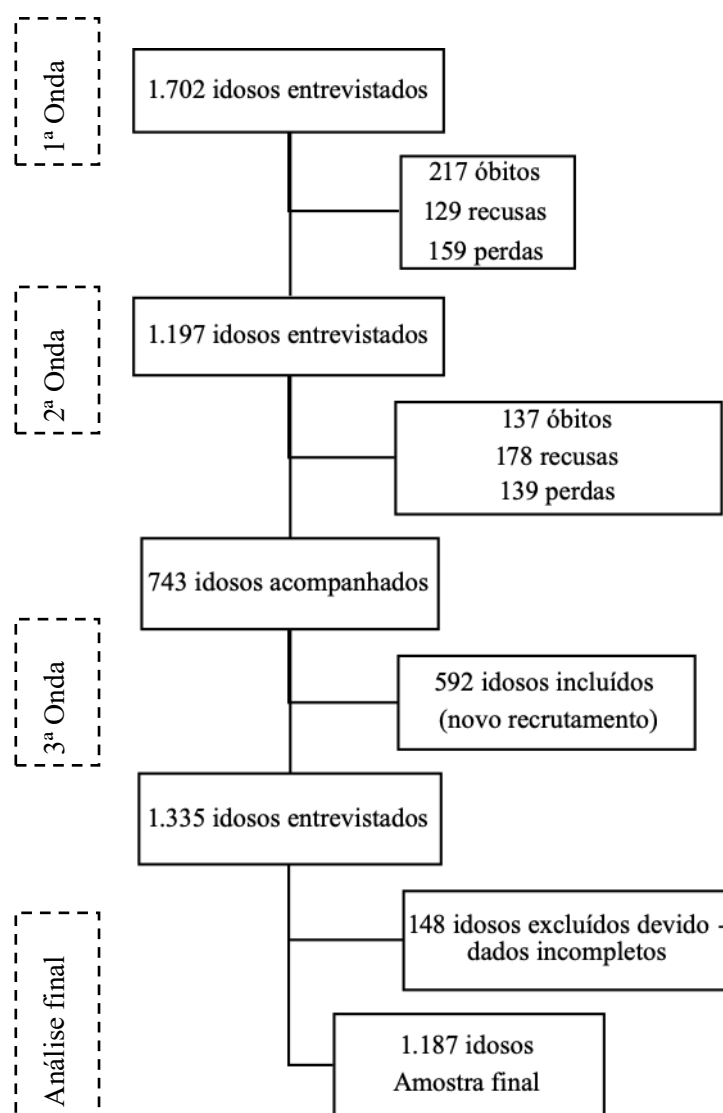 1ª Onda
1.702 idosos entrevistados
217 óbitos
129 recusas
159 perdas
2ª Onda
1.197 idosos entrevistados
137 óbitos
178 recusas
139 perdas
743 idosos acompanhados
3ª Onda
592 idosos incluídos
(novo recrutamento)
1.335 idosos entrevistados
148 idosos excluídos devido -
dados incompletos
Análise final
1.187 idosos
Amostra final